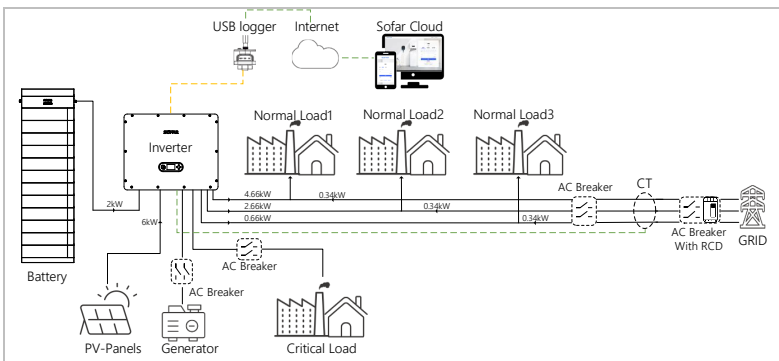 USB logger
Internet
Sofar Cloud
Normal Load1
Normal Load2
Normal Load3
SOFAR
Inverter
4.66kW
0.34kW
AC Breaker
CT
2kW
2.66kW
0.34kW
6kW
0.66kW
0.34kW
AC Breaker
With RCD
GRID
Battery
AC Breaker
AC Breaker
PV-Panels
Generator
Critical Load